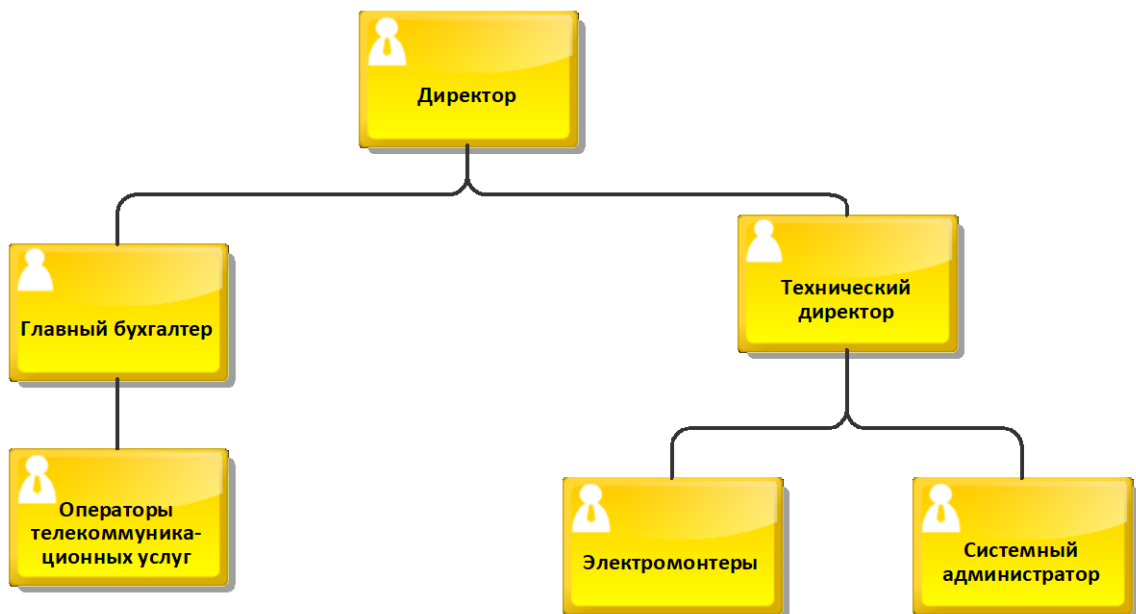 Директор
Главный бухгалтер
Технический
директор
Операторы
телекоммуника-
ционных услуг
Электромонтеры
Системный
администратор